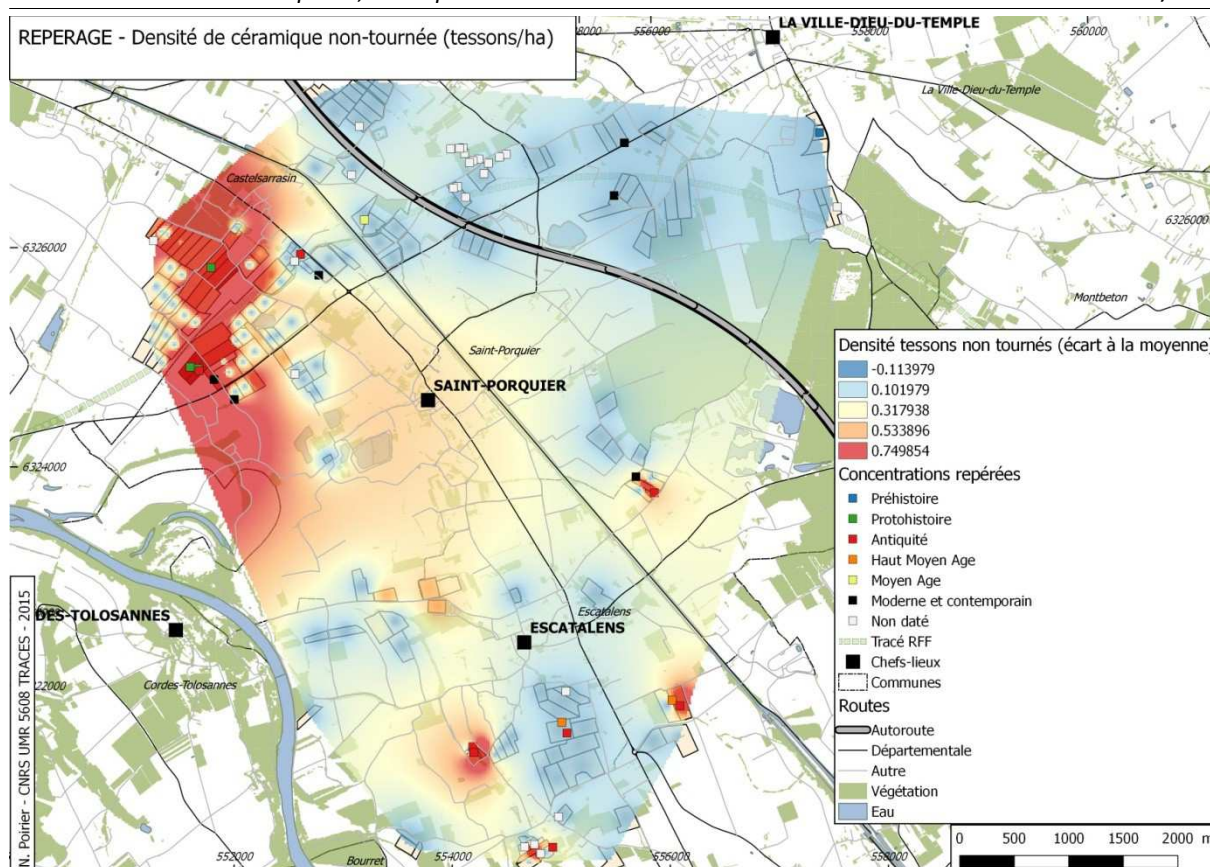 REPERAGE - Densité de céramique non-tournée (tessons/ha)
LA VILLE-DIEU-DU-TEMPLE
556000
558000
560000
La Ville-Dieu-du-Temple
Castelsarrasin
6326000
6326000
Montbeton
Saint-Porquier
SAINT-PORQUIER
6324000
DES-TOLOSANNES
Escatalens
ESCATALENS
Cordes-Tolosannes
22000
Bourret
552000
554000
556000
558000
N. Poirier - CNRS UMR 5608 TRACES - 2015
Densité tessons non tournés (écart à la moyenne)
-0.113979
0.101979
0.317938
0.533896
0.749854
Concentrations repérées
Préhistoire
Protohistoire
Antiquité
Haut Moyen Age
Moyen Age
Moderne et contemporain
Non daté
Tracé RFF
Chefs-lieux
Communes
Routes
Autoroute
Départementale
Autre
Végétation
Eau
0 500 1000 1500 2000 m